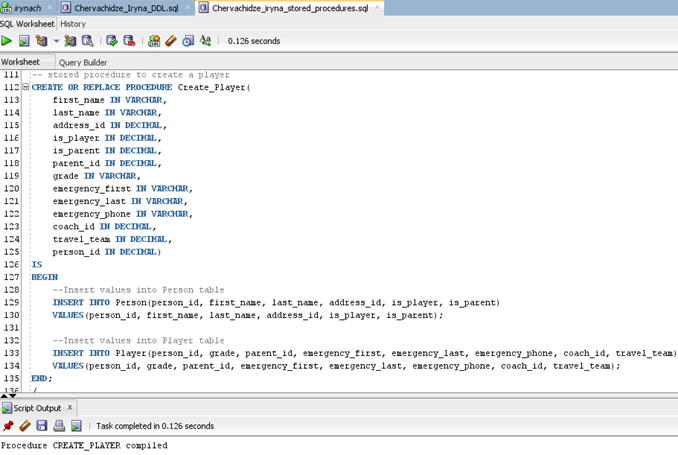 irynach Chervachidze_Iryna_DDL.sql Chervachidze_iryna_stored_procedures.sql
SQL Worksheet History
0.126 seconds
Worksheet Query Builder
111 -- stored procedure to create a player
112 CREATE OR REPLACE PROCEDURE Create_Player(
113 first_name IN VARCHAR,
114 last_name IN VARCHAR,
115 address_id IN DECIMAL,
116 is_player IN DECIMAL,
117 is_parent IN DECIMAL,
118 parent_id IN DECIMAL,
119 grade IN VARCHAR,
120 emergency_first IN VARCHAR,
121 emergency_last IN VARCHAR,
122 emergency_phone IN VARCHAR,
123 coach_id IN DECIMAL,
124 travel_team IN DECIMAL,
125 person_id IN DECIMAL)
126 IS
127 BEGIN
128 --Insert values into Person table
129 INSERT INTO Person(person_id, first_name, last_name, address_id, is_player, is_parent)
130 VALUES(person_id, first_name, last_name, address_id, is_player, is_parent);
131
132 --Insert values into Player table
133 INSERT INTO Player(person_id, grade, parent_id, emergency_first, emergency_last, emergency_phone, coach_id, travel_team)
134 VALUES(person_id, grade, parent_id, emergency_first, emergency_last, emergency_phone, coach_id, travel_team);
135 END;
136 /
Script Output x
Task completed in 0.126 seconds
Procedure CREATE_PLAYER compiled